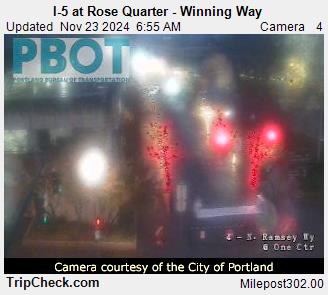 I-5 at Rose Quarter - Winning Way
Updated Nov 23 2024 6:55 AM Camera 4
PBOT
PORTLAND BUREAU OF TRANSPORTATION
4 - N. Ramsey Wy
@ One Ctr
Camera courtesy of the City of Portland
TripCheck.com Milepost302.00